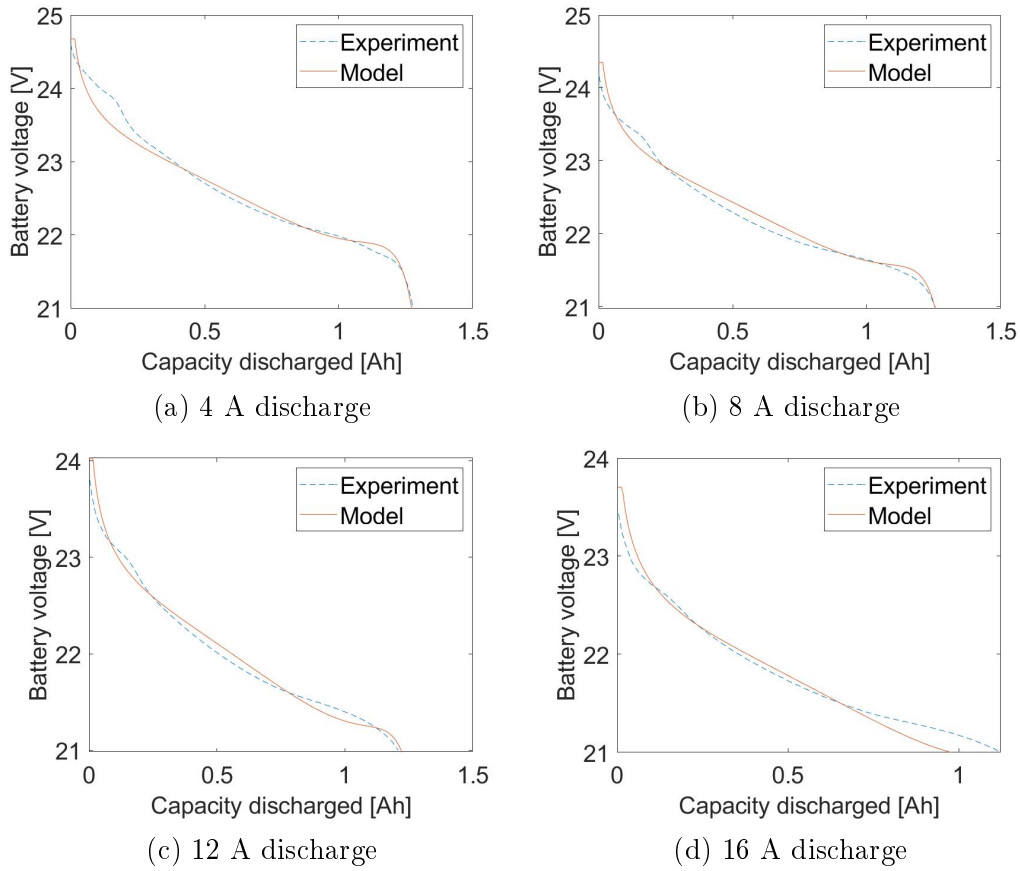 25
24
23
22
21
Battery voltage [V]
Experiment
Model
0
0.5
1
1.5
Capacity discharged [Ah]
(a) 4 A discharge
25
24
23
22
21
Battery voltage [V]
Experiment
Model
0
0.5
1
1.5
Capacity discharged [Ah]
(b) 8 A discharge
24
23
22
21
Battery voltage [V]
Experiment
Model
0
0.5
1
1.5
Capacity discharged [Ah]
(c) 12 A discharge
24
23
22
21
Battery voltage [V]
Experiment
Model
0
0.5
1
Capacity discharged [Ah]
(d) 16 A discharge